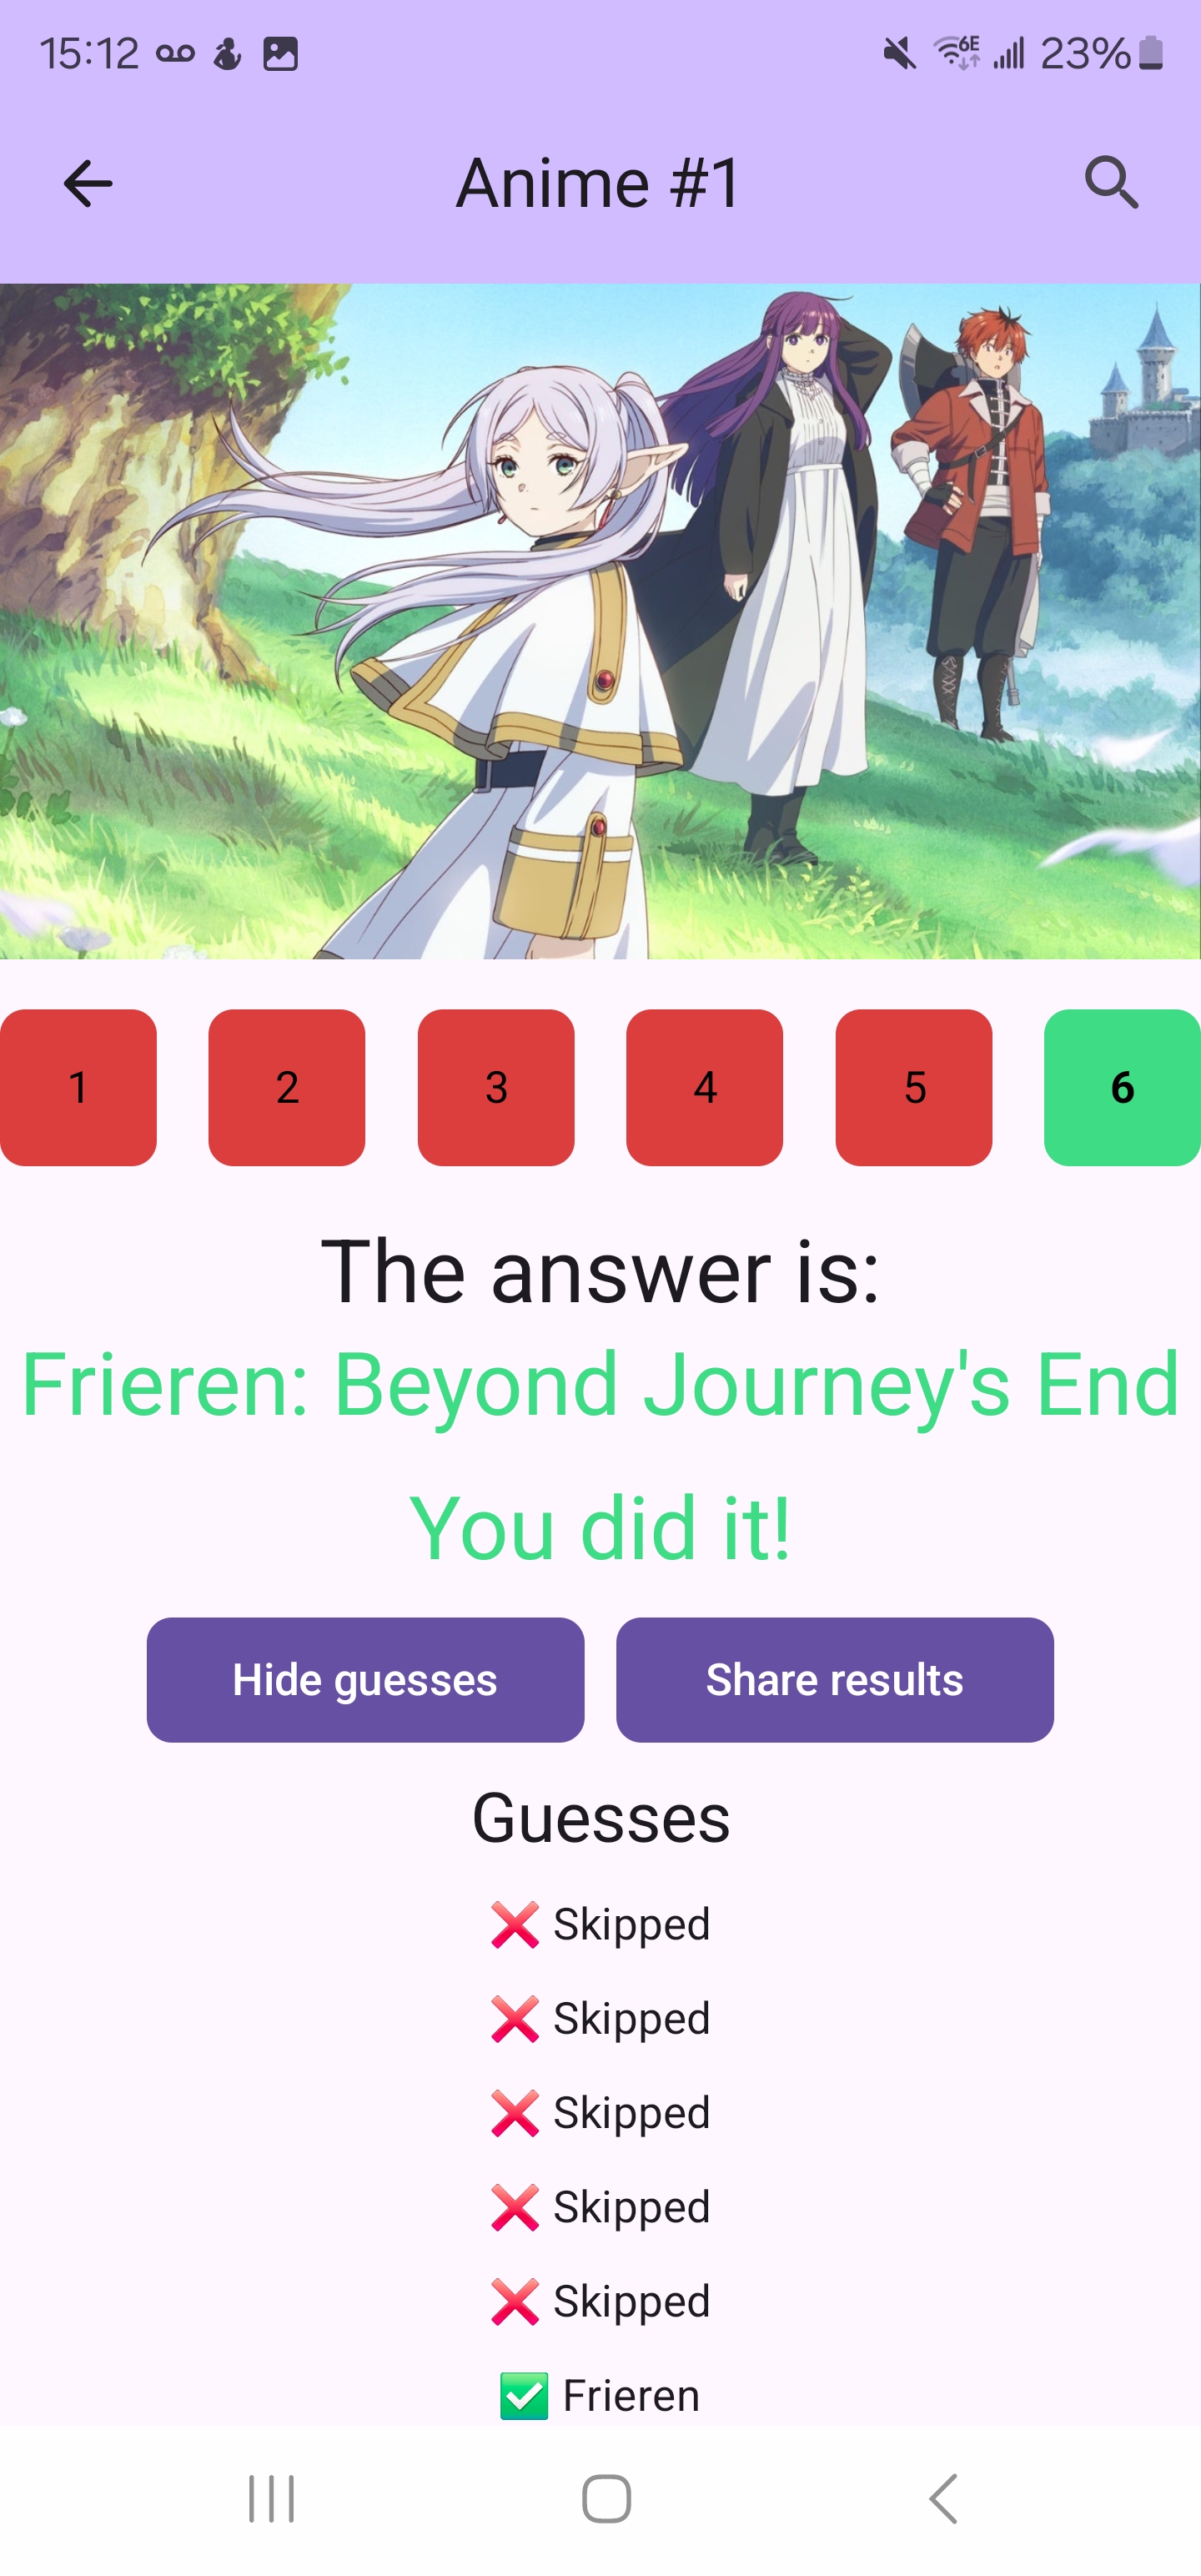 15:12
6E
23%
Anime #1
1 2 3 4 5 6
The answer is:
Frieren: Beyond Journey's End
You did it!
Hide guesses
Share results
Guesses
❌ Skipped
❌ Skipped
❌ Skipped
❌ Skipped
❌ Skipped
✅ Frieren